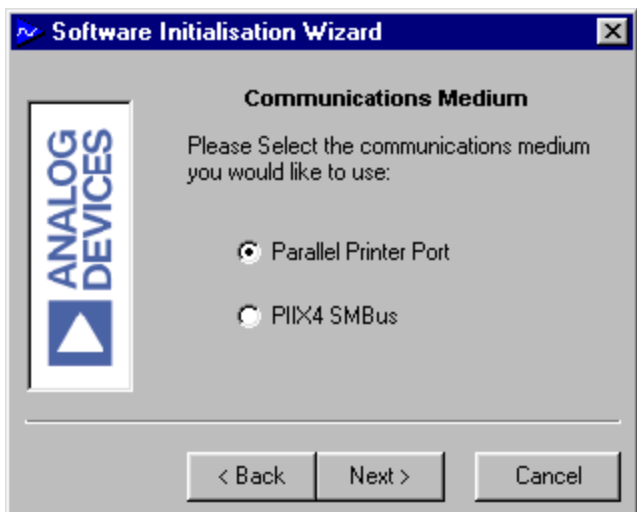 Software Initialisation Wizard
ANALOG
DEVICES
Communications Medium
Please Select the communications medium
you would like to use:
Parallel Printer Port
PIIX4 SMBus
< Back
Next >
Cancel